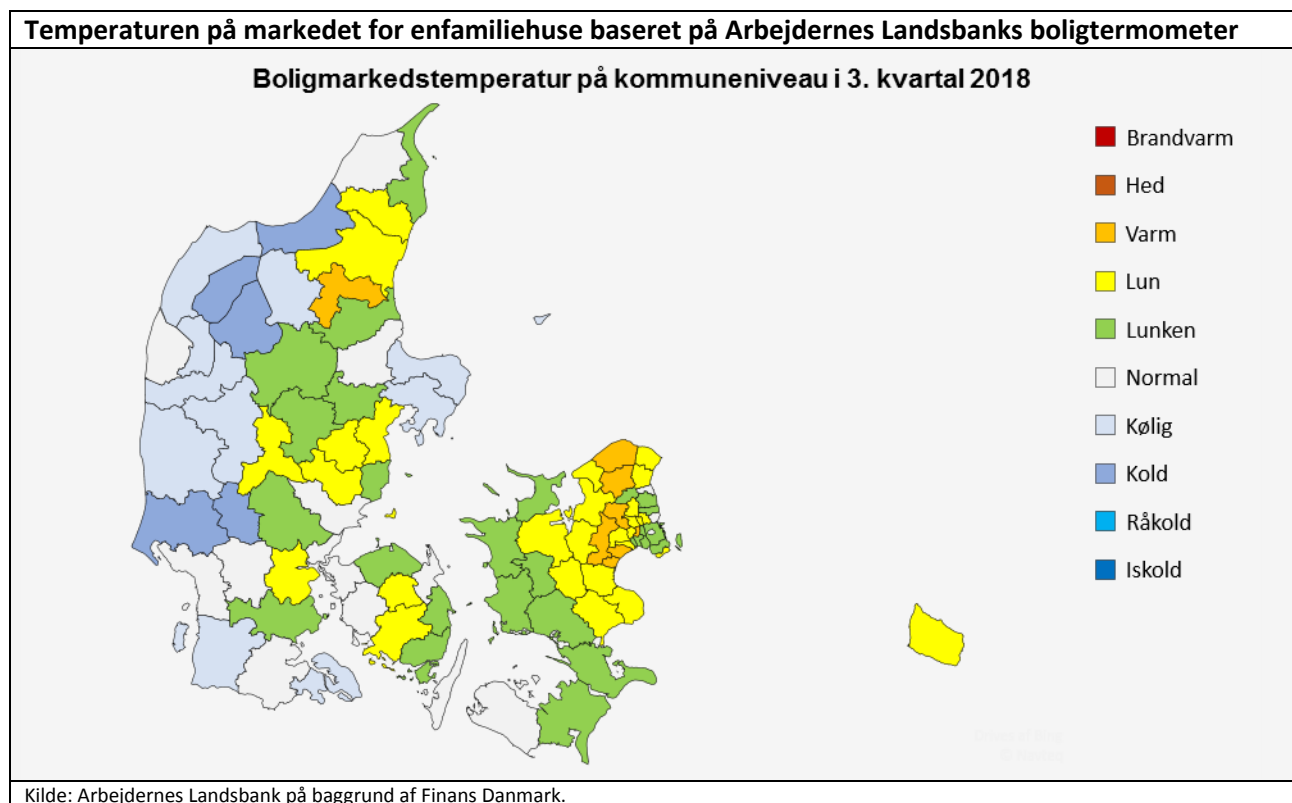 Temperaturen på markedet for enfamiliehuse baseret på Arbejdernes Landsbanks boligtermometer
Boligmarkedstemperatur på kommuneniveau i 3. kvartal 2018
Brandvarm
Hed
Varm
Lun
Lunken
Normal
Kølig
Kold
Råkold
Iskold
Kilde: Arbejdernes Landsbank på baggrund af Finans Danmark.